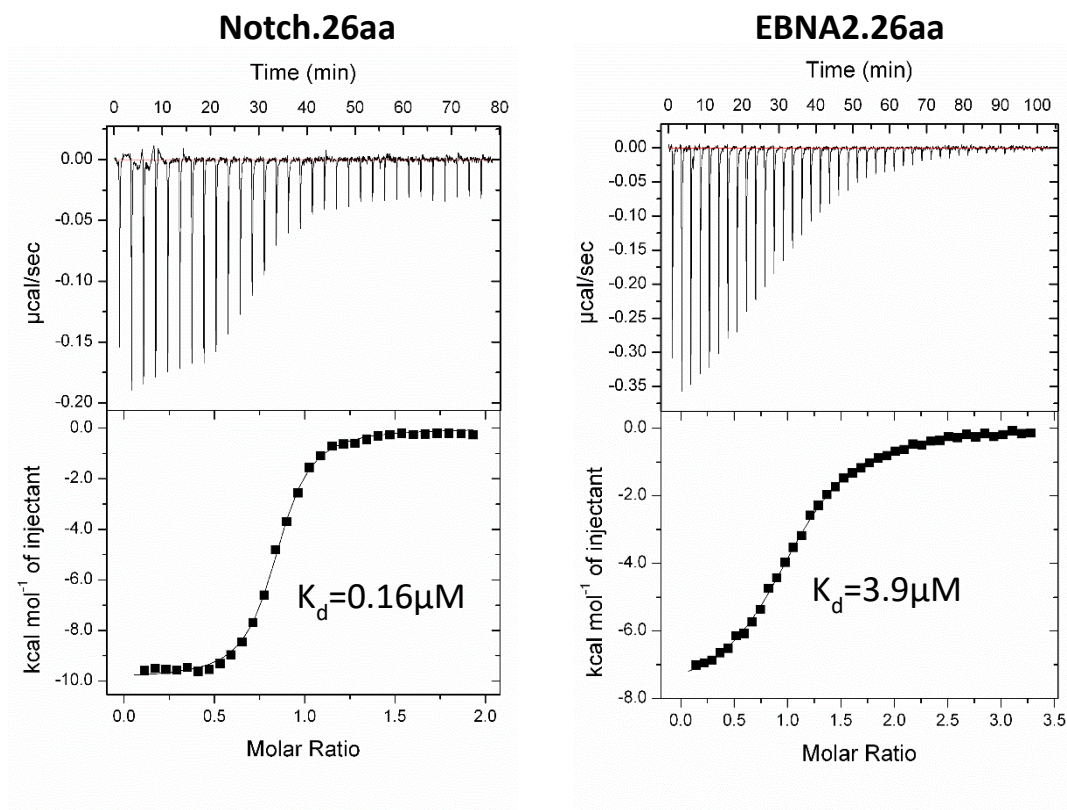 Notch.26aa
Time (min)
0 10 20 30 40 50 60 70 80
0.00
-0.05
-0.10
-0.15
-0.20
µcal/sec
0.0
-2.0
-4.0
-6.0
-8.0
-10.0
kcal mol⁻¹ of injectant
Kd=0.16µM
0.0 0.5 1.0 1.5 2.0
Molar Ratio
EBNA2.26aa
Time (min)
0 10 20 30 40 50 60 70 80 90 100
0.00
-0.05
-0.10
-0.15
-0.20
-0.25
-0.30
-0.35
µcal/sec
0.0
-2.0
-4.0
-6.0
-8.0
kcal mol⁻¹ of injectant
Kd=3.9µM
0.0 0.5 1.0 1.5 2.0 2.5 3.0 3.5
Molar Ratio